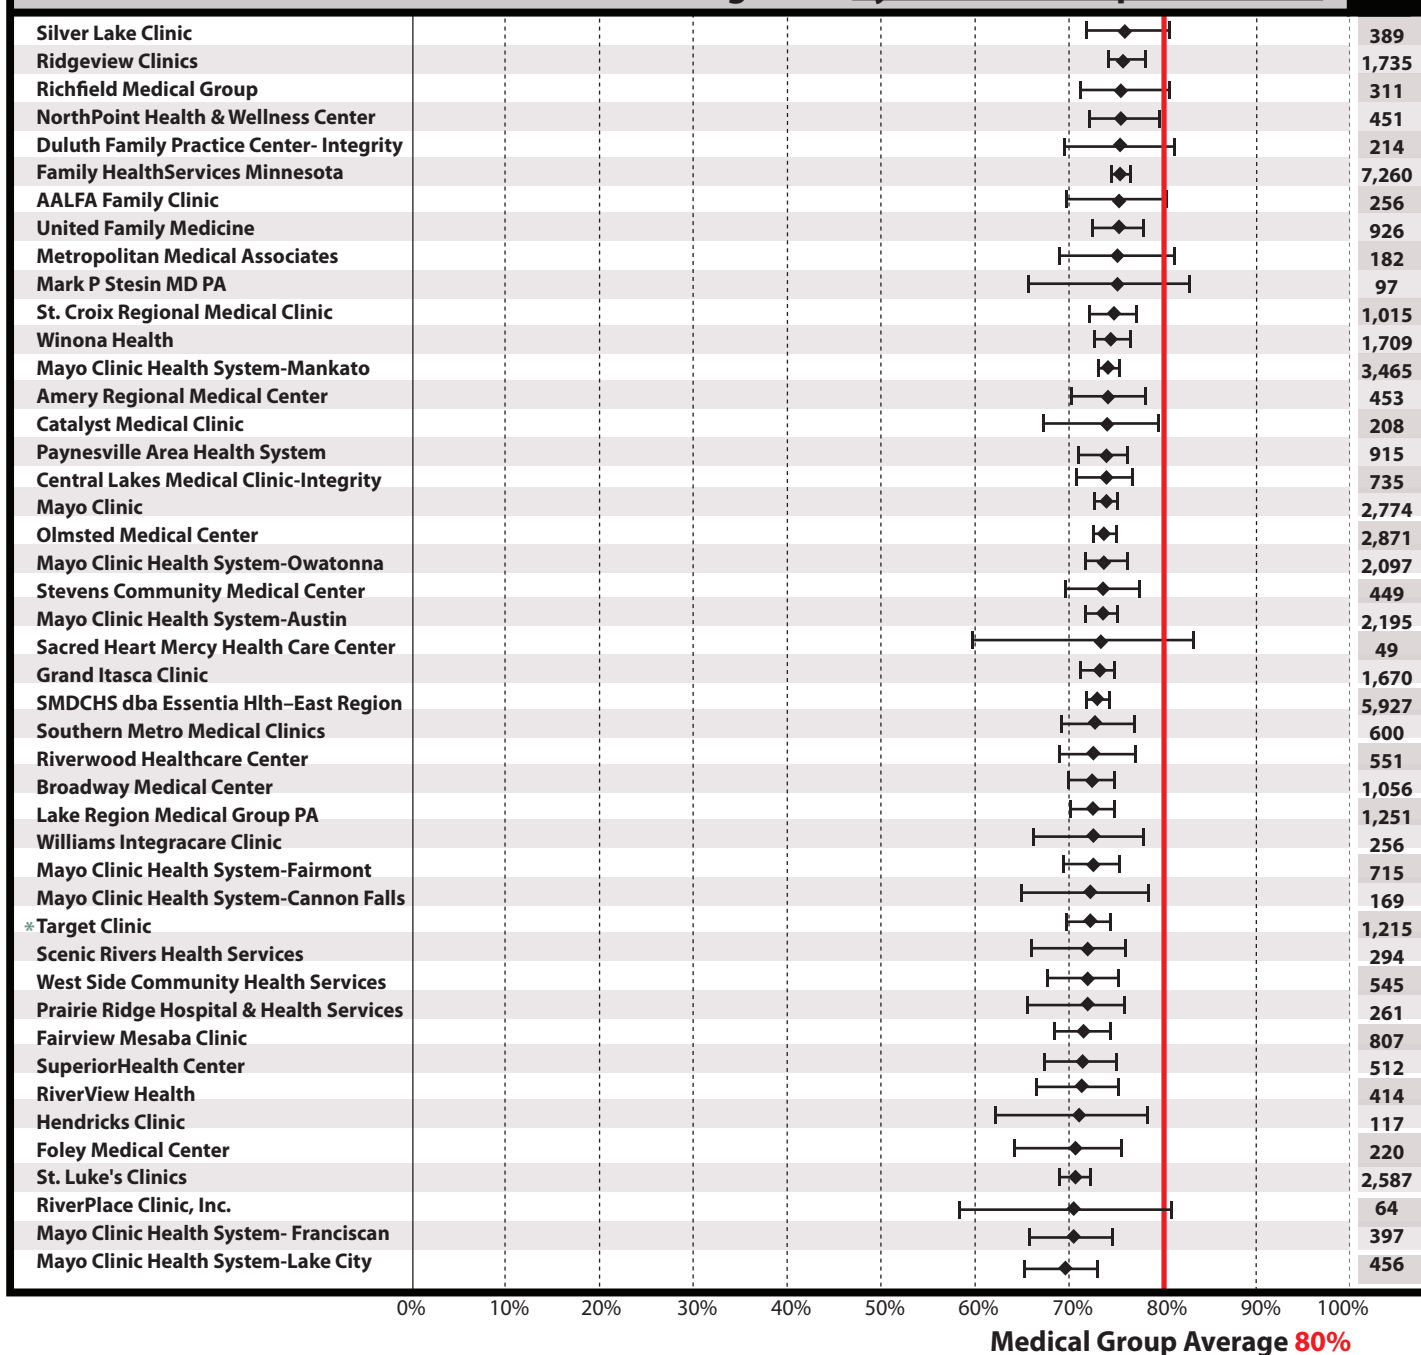 Silver Lake Clinic 389
Ridgeview Clinics 1,735
Richfield Medical Group 311
NorthPoint Health & Wellness Center 451
Duluth Family Practice Center- Integrity 214
Family HealthServices Minnesota 7,260
AALFA Family Clinic 256
United Family Medicine 926
Metropolitan Medical Associates 182
Mark P Stesin MD PA 97
St. Croix Regional Medical Clinic 1,015
Winona Health 1,709
Mayo Clinic Health System-Mankato 3,465
Amery Regional Medical Center 453
Catalyst Medical Clinic 208
Paynesville Area Health System 915
Central Lakes Medical Clinic-Integrity 735
Mayo Clinic 2,774
Olmsted Medical Center 2,871
Mayo Clinic Health System-Owatonna 2,097
Stevens Community Medical Center 449
Mayo Clinic Health System-Austin 2,195
Sacred Heart Mercy Health Care Center 49
Grand Itasca Clinic 1,670
SMDCHS dba Essentia Hlth–East Region 5,927
Southern Metro Medical Clinics 600
Riverwood Healthcare Center 551
Broadway Medical Center 1,056
Lake Region Medical Group PA 1,251
Williams Integracare Clinic 256
Mayo Clinic Health System-Fairmont 715
Mayo Clinic Health System-Cannon Falls 169
*Target Clinic 1,215
Scenic Rivers Health Services 294
West Side Community Health Services 545
Prairie Ridge Hospital & Health Services 261
Fairview Mesaba Clinic 807
SuperiorHealth Center 512
RiverView Health 414
Hendricks Clinic 117
Foley Medical Center 220
St. Luke's Clinics 2,587
RiverPlace Clinic, Inc. 64
Mayo Clinic Health System- Franciscan 397
Mayo Clinic Health System-Lake City 456
0% 10% 20% 30% 40% 50% 60% 70% 80% 90% 100%
Medical Group Average 80%